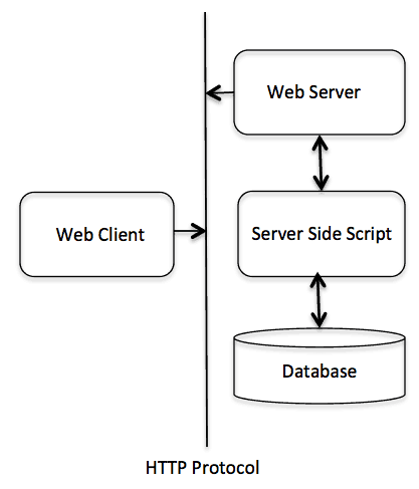 Web Server
Web Client
Server Side Script
Database
HTTP Protocol